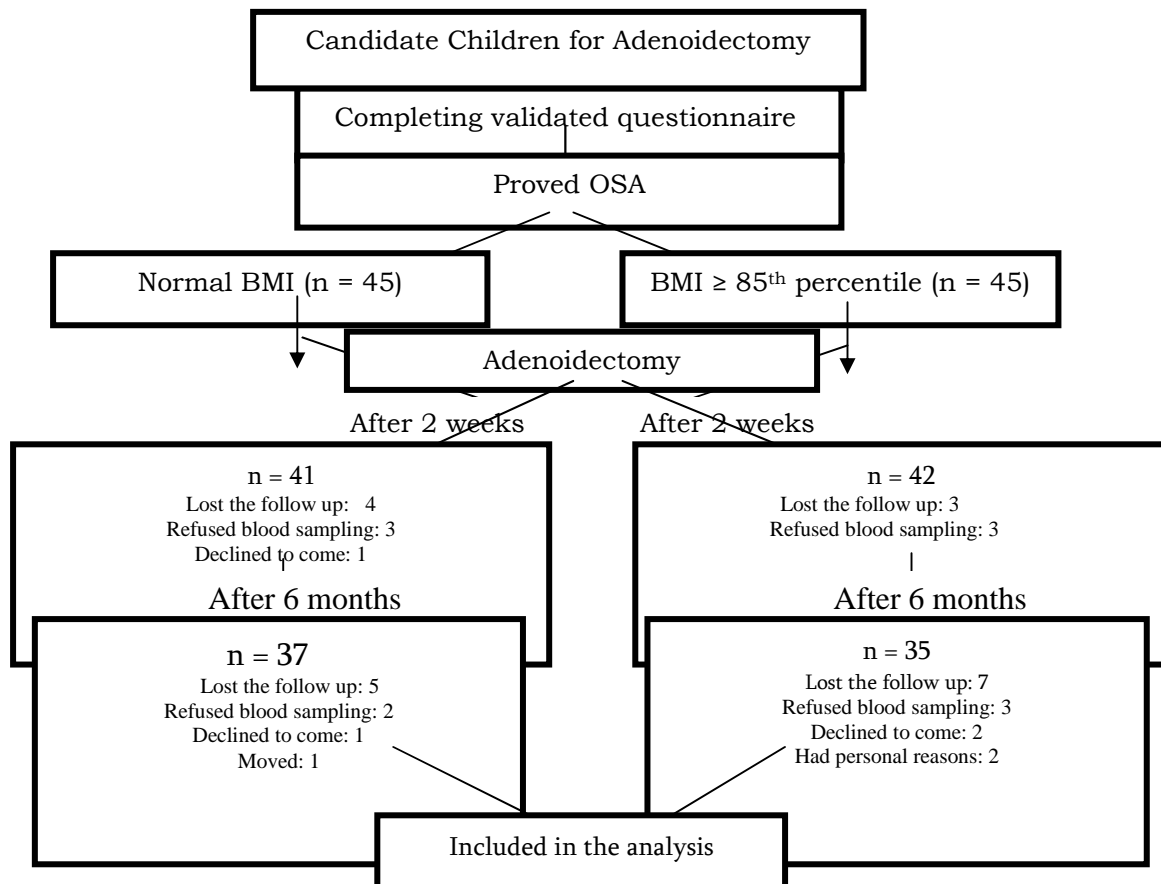 Candidate Children for Adenoidectomy
Completing validated questionnaire
Proved OSA
Normal BMI (n = 45)
BMI ≥ 85th percentile (n = 45)
Adenoidectomy
After 2 weeks
After 2 weeks
n = 41
Lost the follow up: 4
Refused blood sampling: 3
Declined to come: 1
n = 42
Lost the follow up: 3
Refused blood sampling: 3
After 6 months
After 6 months
n = 37
Lost the follow up: 5
Refused blood sampling: 2
Declined to come: 1
Moved: 1
n = 35
Lost the follow up: 7
Refused blood sampling: 3
Declined to come: 2
Had personal reasons: 2
Included in the analysis